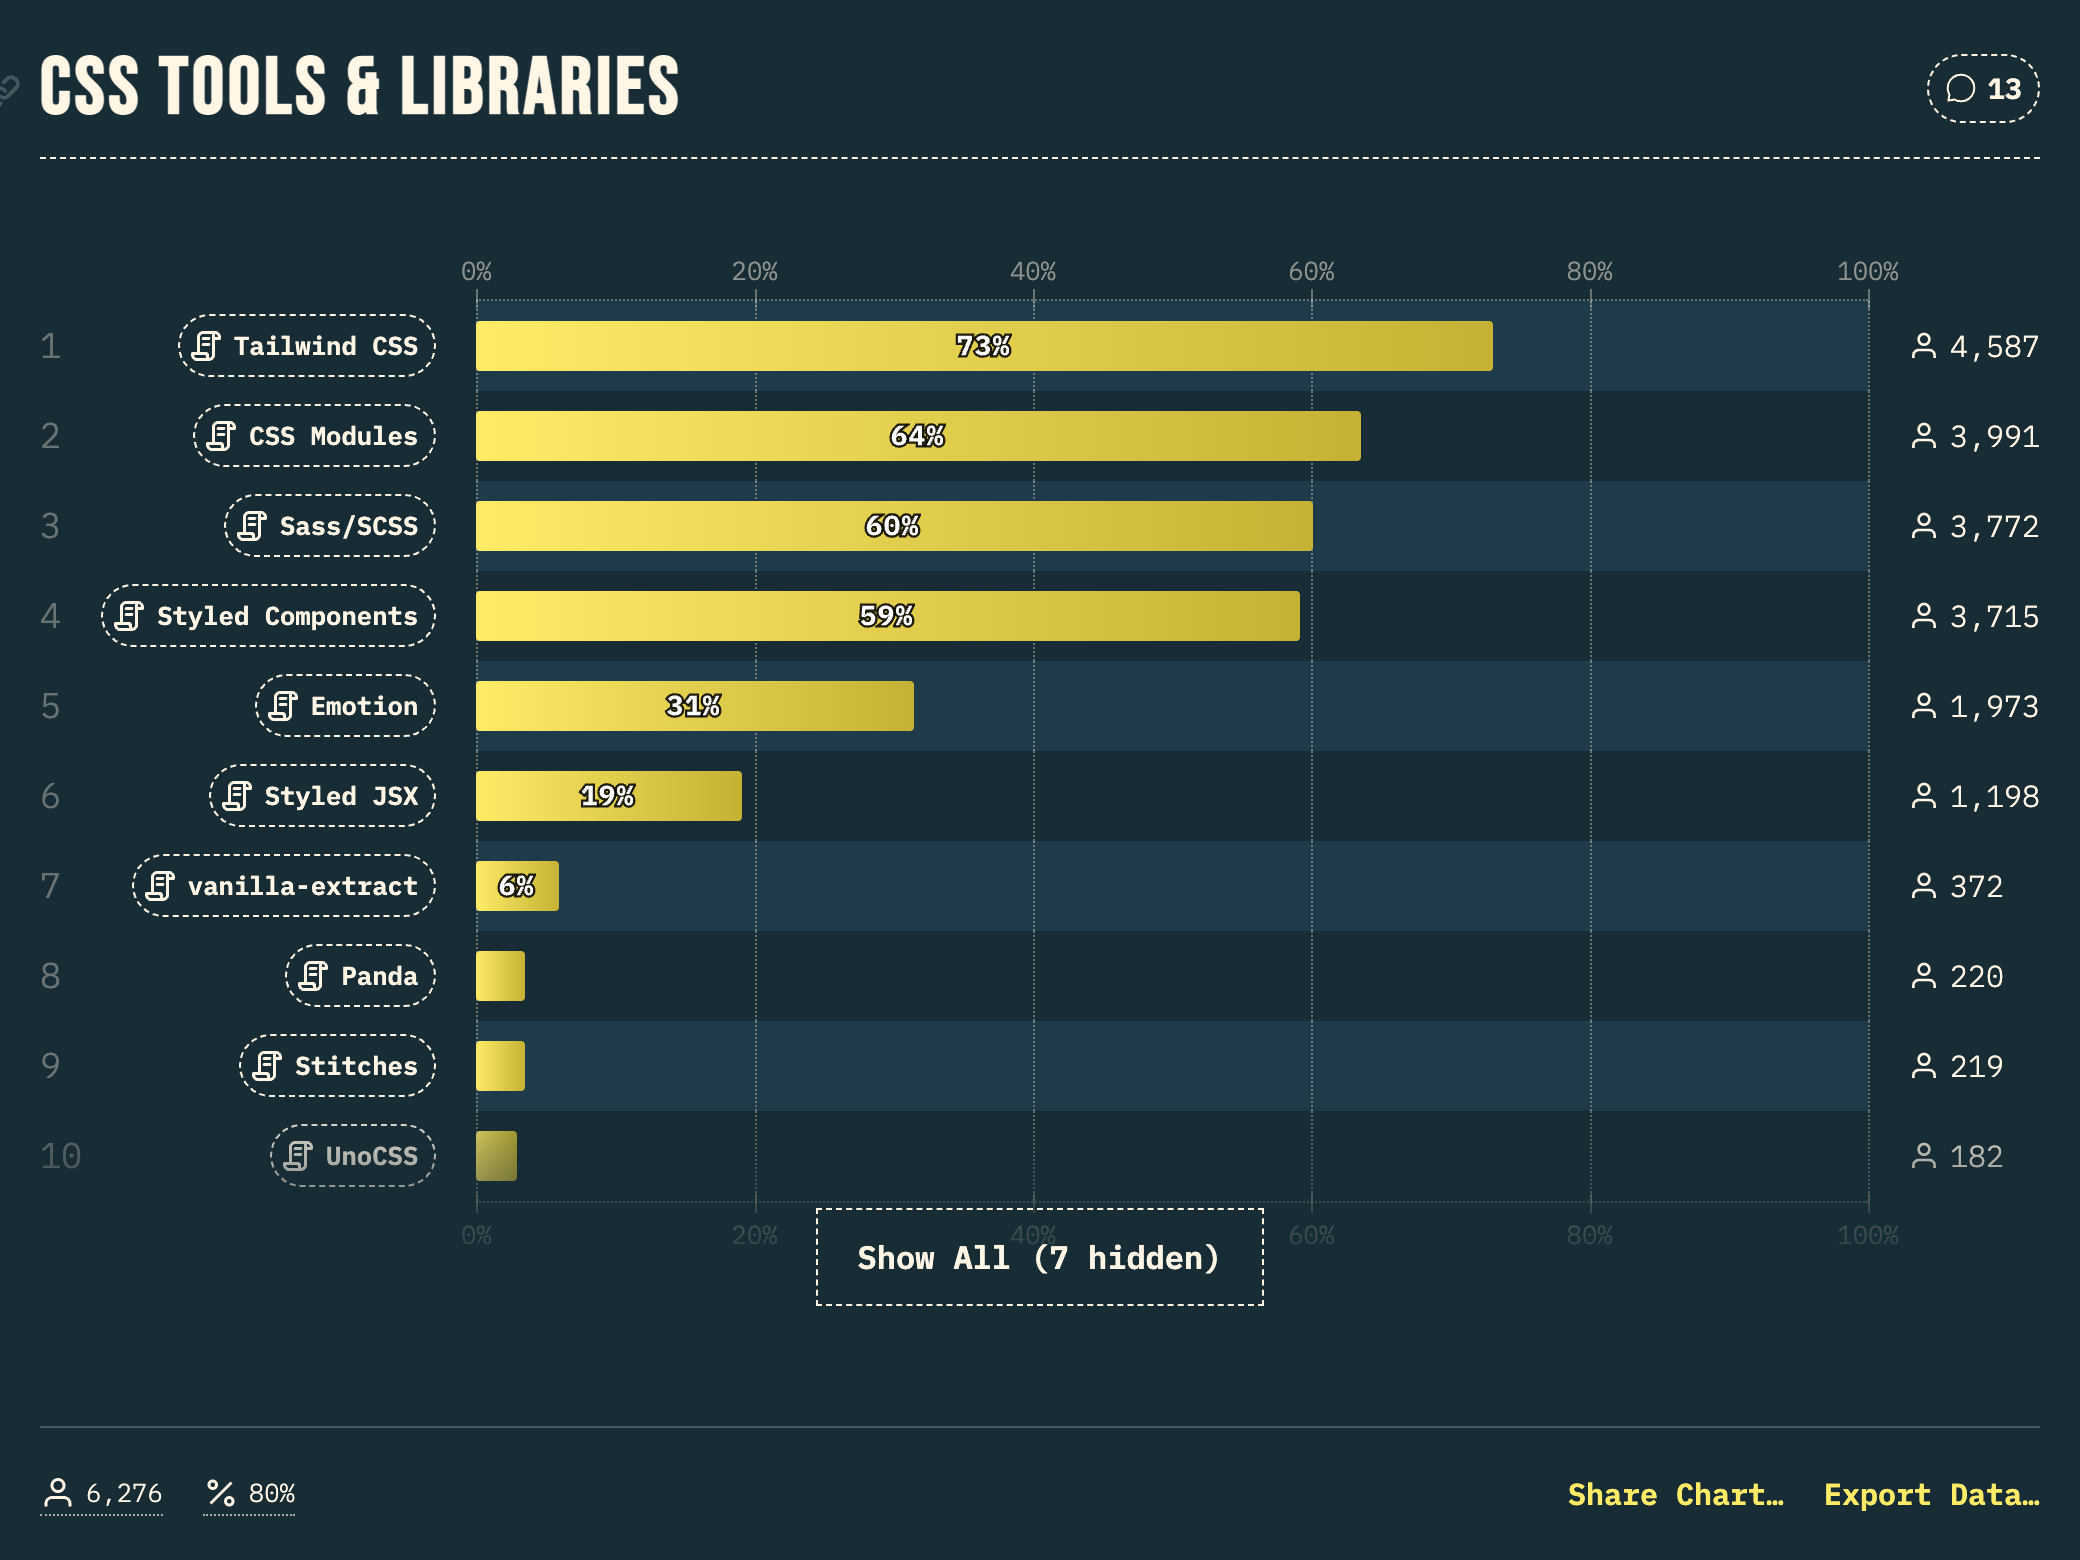 CSS TOOLS & LIBRARIES
13
0% 20% 40% 60% 80% 100%
1 Tailwind CSS 73% 4,587
2 CSS Modules 64% 3,991
3 Sass/SCSS 60% 3,772
4 Styled Components 59% 3,715
5 Emotion 31% 1,973
6 Styled JSX 19% 1,198
7 vanilla-extract 6% 372
8 Panda 220
9 Stitches 219
10 UnoCSS 182
0% 20% 40% 60% 80% 100%
Show All (7 hidden)
6,276 80% Share Chart… Export Data…